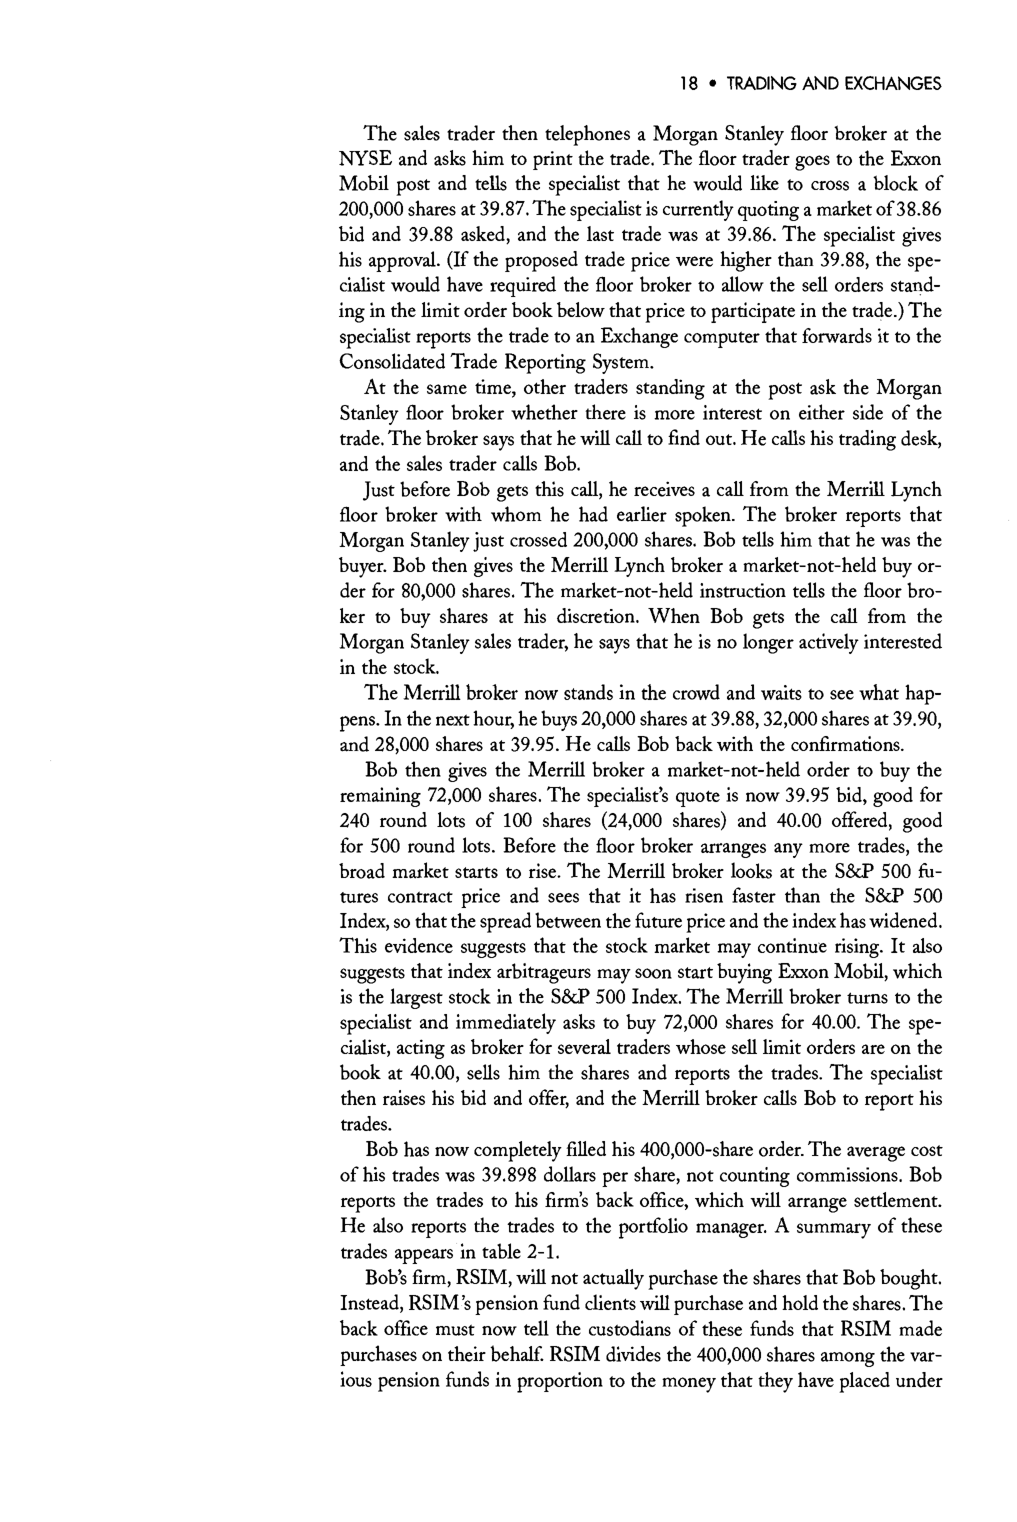 18 • TRADING AND EXCHANGES
The sales trader then telephones a Morgan Stanley floor broker at the
NYSE and asks him to print the trade. The floor trader goes to the Exxon
Mobil post and tells the specialist that he would like to cross a block of
200,000 shares at 39.87. The specialist is currently quoting a market of 38.86
bid and 39.88 asked, and the last trade was at 39.86. The specialist gives
his approval. (If the proposed trade price were higher than 39.88, the spe-
cialist would have required the floor broker to allow the sell orders stand-
ing in the limit order book below that price to participate in the trade.) The
specialist reports the trade to an Exchange computer that forwards it to the
Consolidated Trade Reporting System.
At the same time, other traders standing at the post ask the Morgan
Stanley floor broker whether there is more interest on either side of the
trade. The broker says that he will call to find out. He calls his trading desk,
and the sales trader calls Bob.
Just before Bob gets this call, he receives a call from the Merrill Lynch
floor broker with whom he had earlier spoken. The broker reports that
Morgan Stanley just crossed 200,000 shares. Bob tells him that he was the
buyer. Bob then gives the Merrill Lynch broker a market-not-held buy or-
der for 80,000 shares. The market-not-held instruction tells the floor bro-
ker to buy shares at his discretion. When Bob gets the call from the
Morgan Stanley sales trader, he says that he is no longer actively interested
in the stock.
The Merrill broker now stands in the crowd and waits to see what hap-
pens. In the next hour, he buys 20,000 shares at 39.88, 32,000 shares at 39.90,
and 28,000 shares at 39.95. He calls Bob back with the confirmations.
Bob then gives the Merrill broker a market-not-held order to buy the
remaining 72,000 shares. The specialist's quote is now 39.95 bid, good for
240 round lots of 100 shares (24,000 shares) and 40.00 offered, good
for 500 round lots. Before the floor broker arranges any more trades, the
broad market starts to rise. The Merrill broker looks at the S&P 500 fu-
tures contract price and sees that it has risen faster than the S&P 500
Index, so that the spread between the future price and the index has widened.
This evidence suggests that the stock market may continue rising. It also
suggests that index arbitrageurs may soon start buying Exxon Mobil, which
is the largest stock in the S&P 500 Index. The Merrill broker turns to the
specialist and immediately asks to buy 72,000 shares for 40.00. The spe-
cialist, acting as broker for several traders whose sell limit orders are on the
book at 40.00, sells him the shares and reports the trades. The specialist
then raises his bid and offer, and the Merrill broker calls Bob to report his
trades.
Bob has now completely filled his 400,000-share order. The average cost
of his trades was 39.898 dollars per share, not counting commissions. Bob
reports the trades to his firm's back office, which will arrange settlement.
He also reports the trades to the portfolio manager. A summary of these
trades appears in table 2-1.
Bob's firm, RSIM, will not actually purchase the shares that Bob bought.
Instead, RSIM's pension fund clients will purchase and hold the shares. The
back office must now tell the custodians of these funds that RSIM made
purchases on their behalf. RSIM divides the 400,000 shares among the var-
ious pension funds in proportion to the money that they have placed under